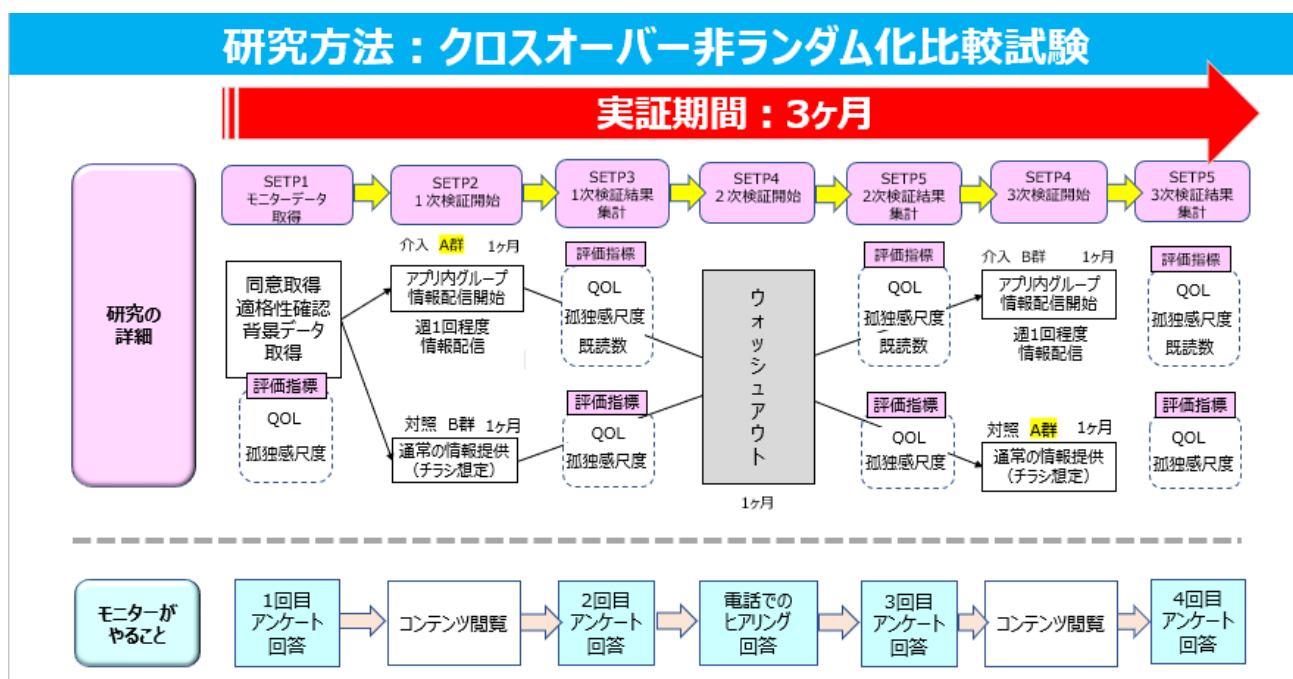 研究方法：クロスオーバー非ランダム化比較試験
実証期間：3ヶ月
SETP1
モニターデータ
取得
SETP2
1次検証開始
SETP3
1次検証結果
集計
SETP4
2次検証開始
SETP5
2次検証結果
集計
SETP4
3次検証開始
SETP5
3次検証結果
集計
研究の
詳細
同意取得
適格性確認
背景データ
取得
評価指標
QOL
孤独感尺度
介入 A群 1ヶ月
アプリ内グループ
情報配信開始
週1回程度
情報配信
対照 B群 1ヶ月
通常の情報提供
（チラシ想定）
評価指標
QOL
孤独感尺度
既読数
評価指標
QOL
孤独感尺度
ウォッシュアウト
1ヶ月
評価指標
QOL
孤独感尺度
既読数
評価指標
QOL
孤独感尺度
介入 B群 1ヶ月
アプリ内グループ
情報配信開始
週1回程度
情報配信
対照 A群 1ヶ月
通常の情報提供
（チラシ想定）
評価指標
QOL
孤独感尺度
既読数
評価指標
QOL
孤独感尺度
モニターが
やること
1回目
アンケート
回答
コンテンツ閲覧
2回目
アンケート
回答
電話での
ヒアリング
回答
3回目
アンケート
回答
コンテンツ閲覧
4回目
アンケート
回答